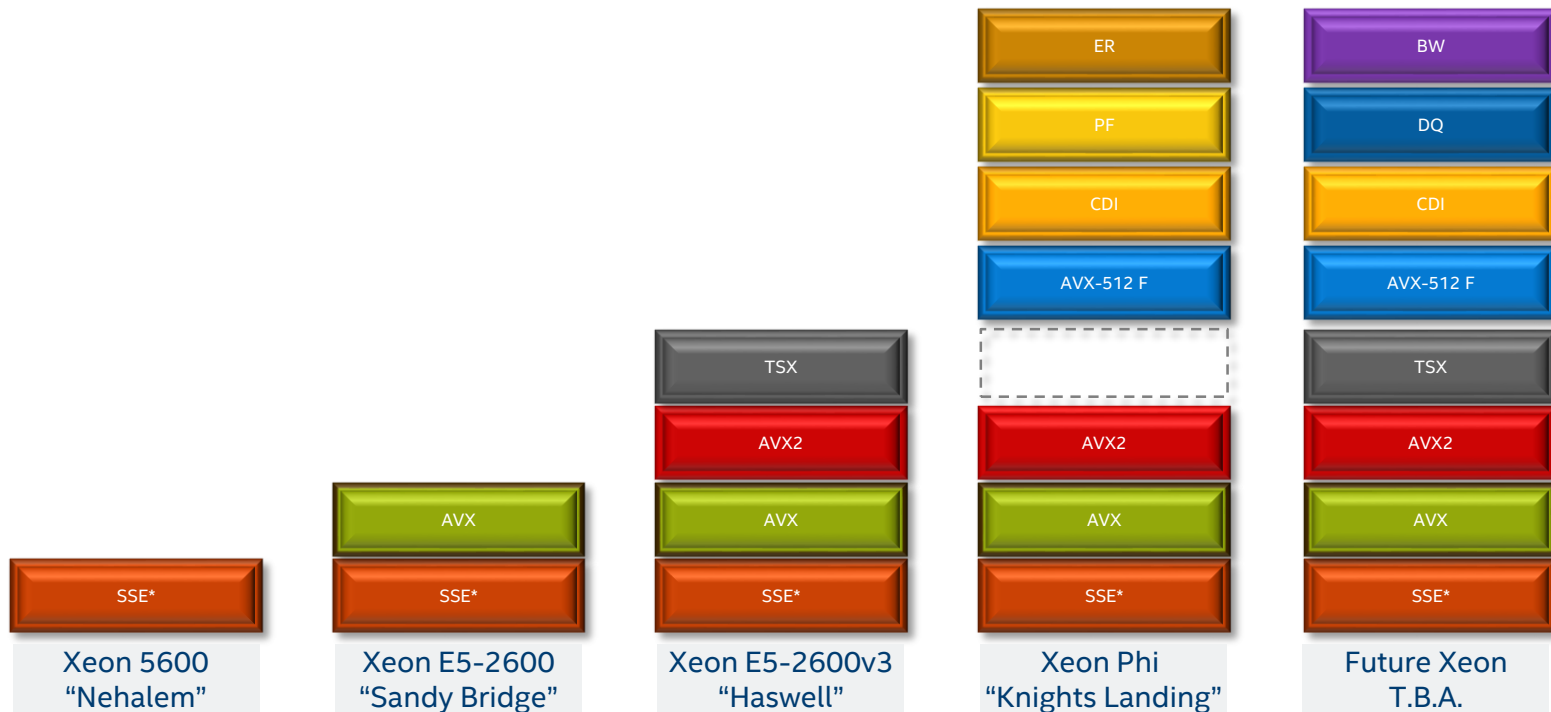 ER
BW
PF
DQ
CDI
CDI
AVX-512 F
AVX-512 F
TSX
TSX
AVX2
AVX2
AVX2
AVX
AVX
AVX
AVX
SSE*
SSE*
SSE*
SSE*
SSE*
Xeon 5600
“Nehalem”
Xeon E5-2600
“Sandy Bridge”
Xeon E5-2600v3
“Haswell”
Xeon Phi
“Knights Landing”
Future Xeon
T.B.A.